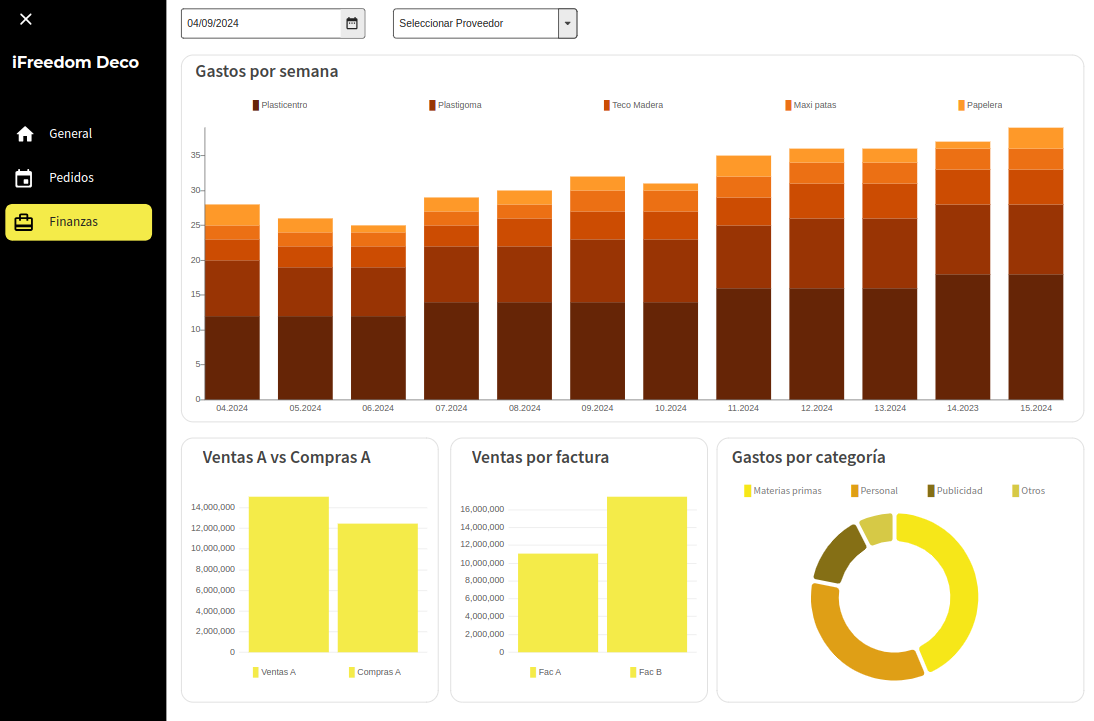 iFreedom Deco
General
Pedidos
Finanzas
04/09/2024
Seleccionar Proveedor
Gastos por semana
Plasticentro Plastigoma Teco Madera Maxi patas Papelera
35
30
25
20
15
10
5
0
04.2024 05.2024 06.2024 07.2024 08.2024 09.2024 10.2024 11.2024 12.2024 13.2024 14.2023 15.2024
Ventas A vs Compras A
14,000,000
12,000,000
10,000,000
8,000,000
6,000,000
4,000,000
2,000,000
0
Ventas A Compras A
Ventas por factura
16,000,000
14,000,000
12,000,000
10,000,000
8,000,000
6,000,000
4,000,000
2,000,000
0
Fac A Fac B
Gastos por categoría
Materias primas Personal Publicidad Otros